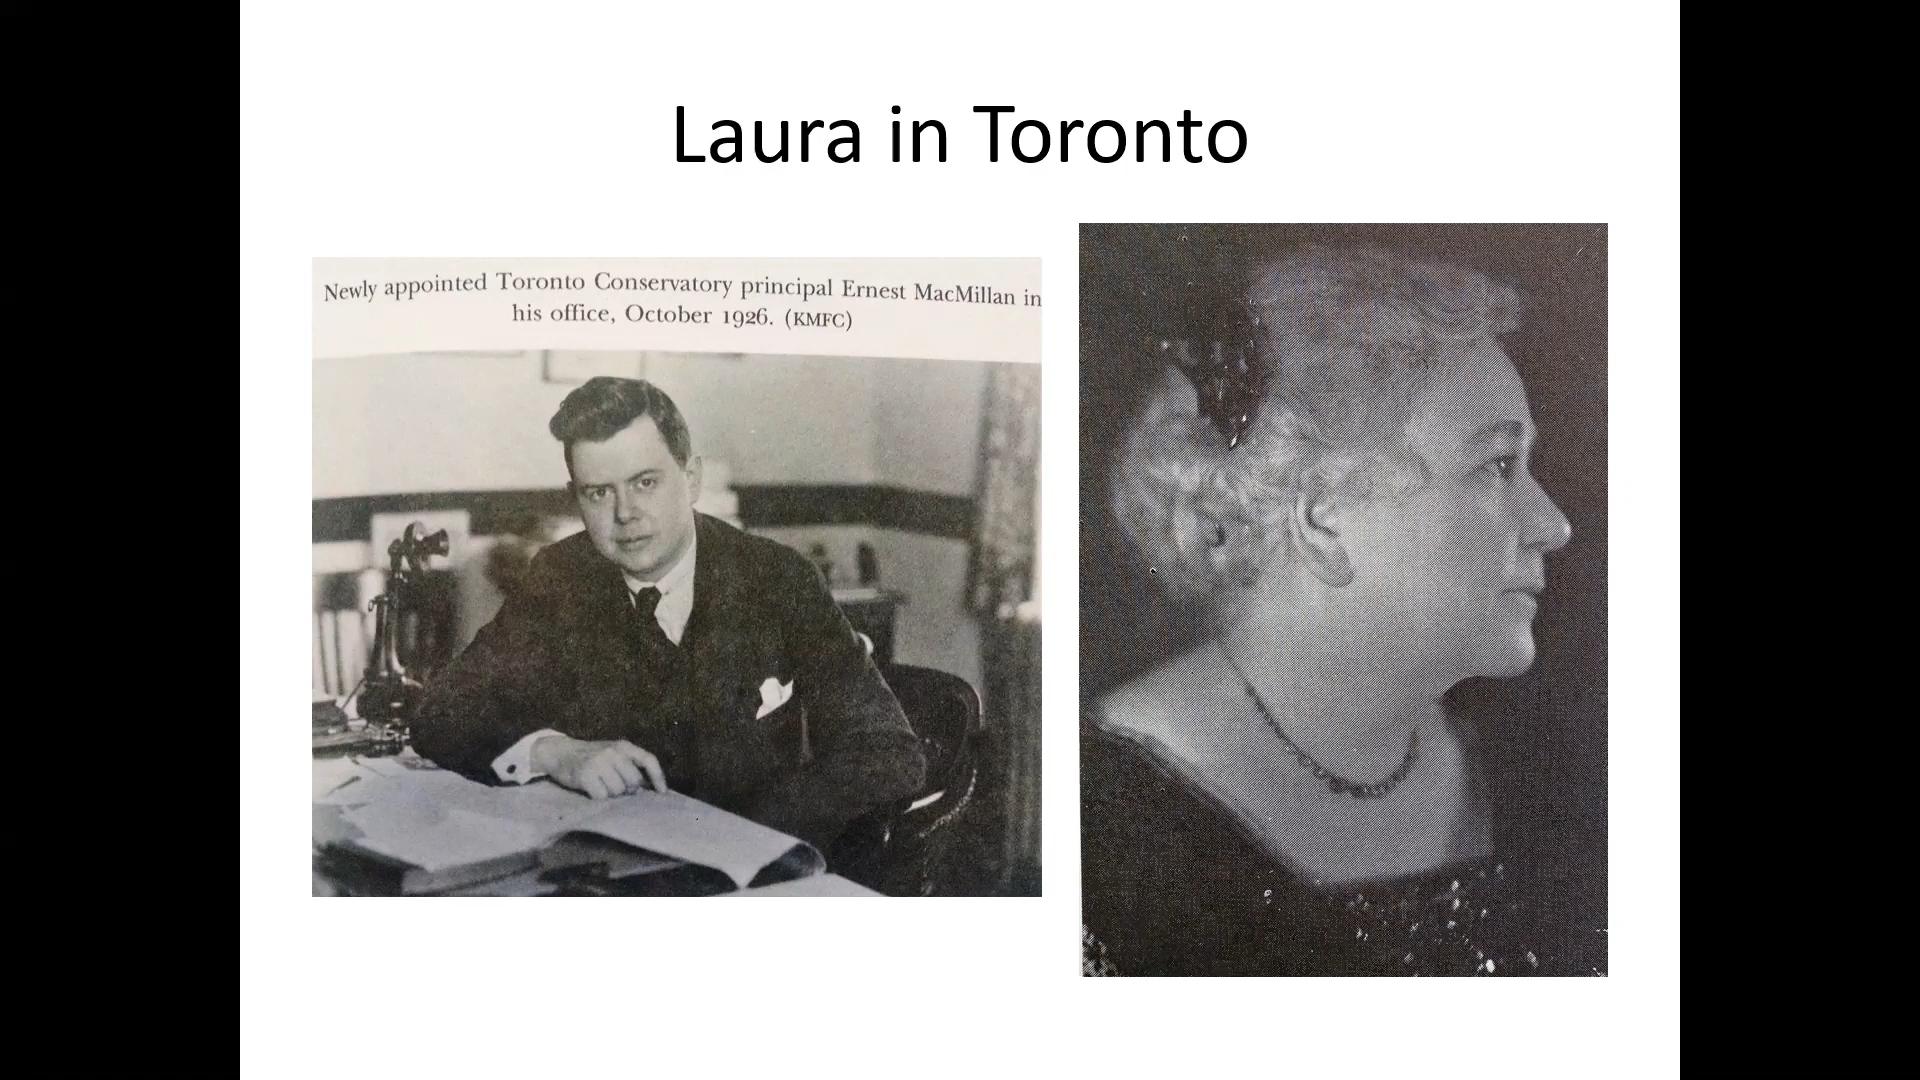 Laura in Toronto
Newly appointed Toronto Conservatory principal Ernest MacMillan in
his office, October 1926. (KMFC)